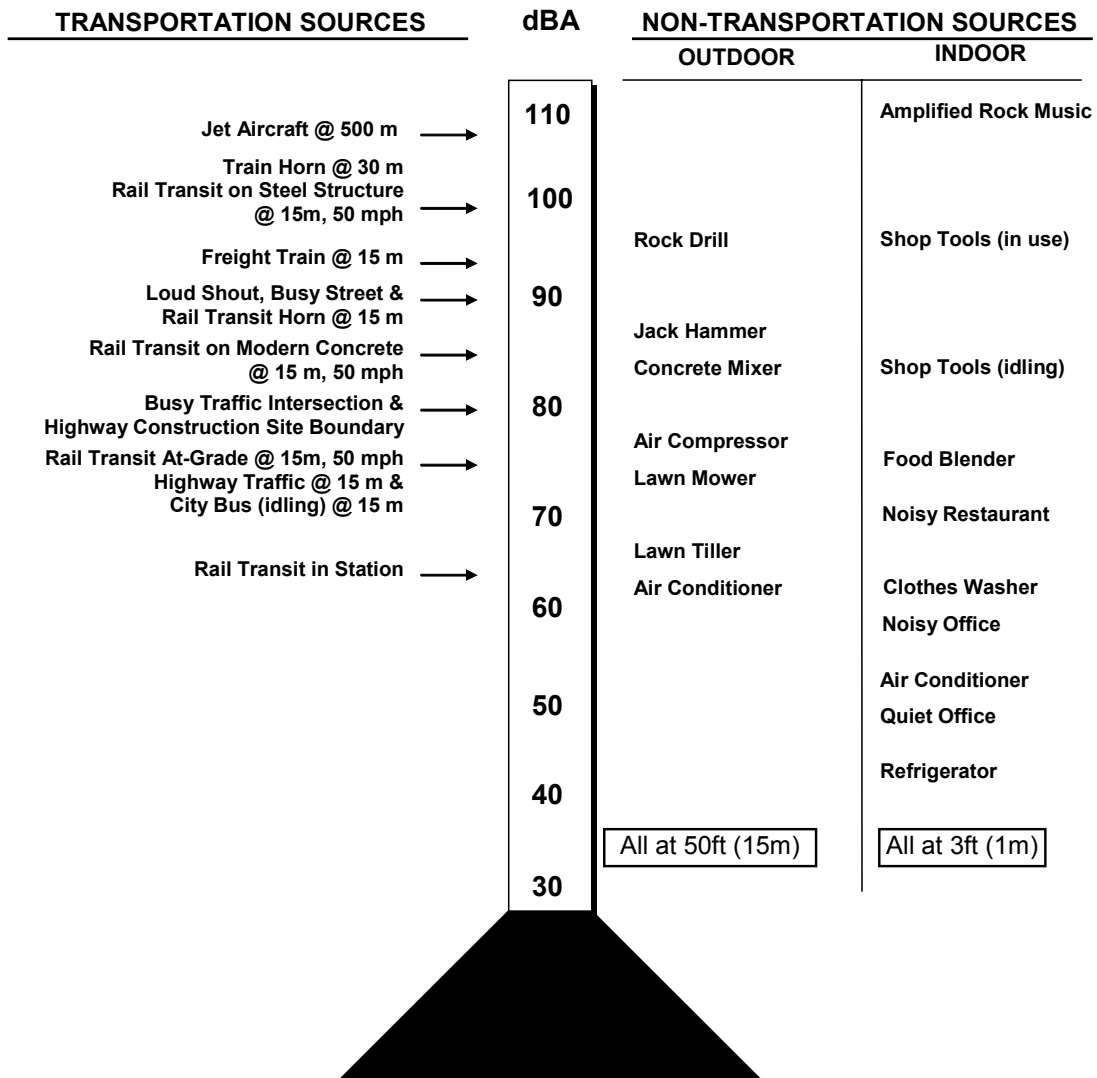 TRANSPORTATION SOURCES
dBA
NON-TRANSPORTATION SOURCES
OUTDOOR
INDOOR
Jet Aircraft @ 500 m
Train Horn @ 30 m
Rail Transit on Steel Structure
@ 15m, 50 mph
Freight Train @ 15 m
Loud Shout, Busy Street &
Rail Transit Horn @ 15 m
Rail Transit on Modern Concrete
@ 15 m, 50 mph
Busy Traffic Intersection &
Highway Construction Site Boundary
Rail Transit At-Grade @ 15m, 50 mph
Highway Traffic @ 15 m &
City Bus (idling) @ 15 m
Rail Transit in Station
110
100
90
80
70
60
50
40
30
Rock Drill
Jack Hammer
Concrete Mixer
Air Compressor
Lawn Mower
Lawn Tiller
Air Conditioner
All at 50ft (15m)
Amplified Rock Music
Shop Tools (in use)
Shop Tools (idling)
Food Blender
Noisy Restaurant
Clothes Washer
Noisy Office
Air Conditioner
Quiet Office
Refrigerator
All at 3ft (1m)